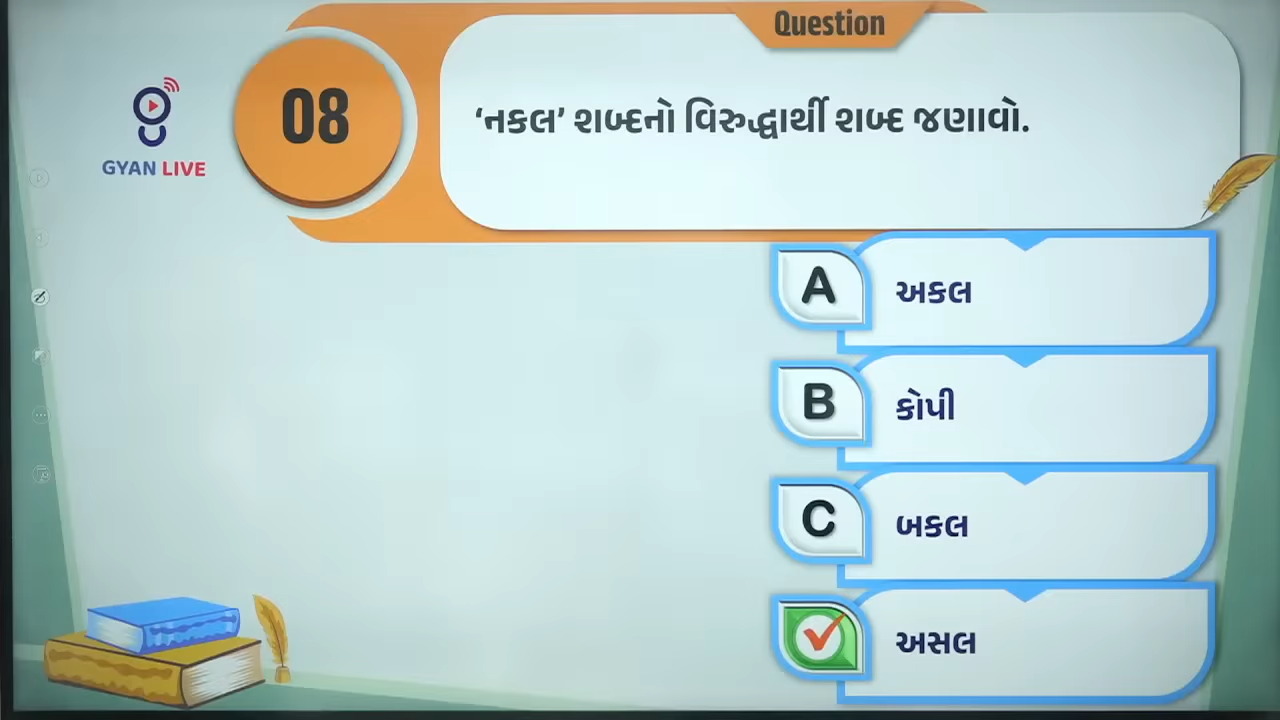 Question
08
‘નકલ’ શબ્દનો વિરુદ્ધાર્થી શબ્દ જણાવો.
GYAN LIVE
A
અકલ
B
કોપી
C
બકલ
અસલ